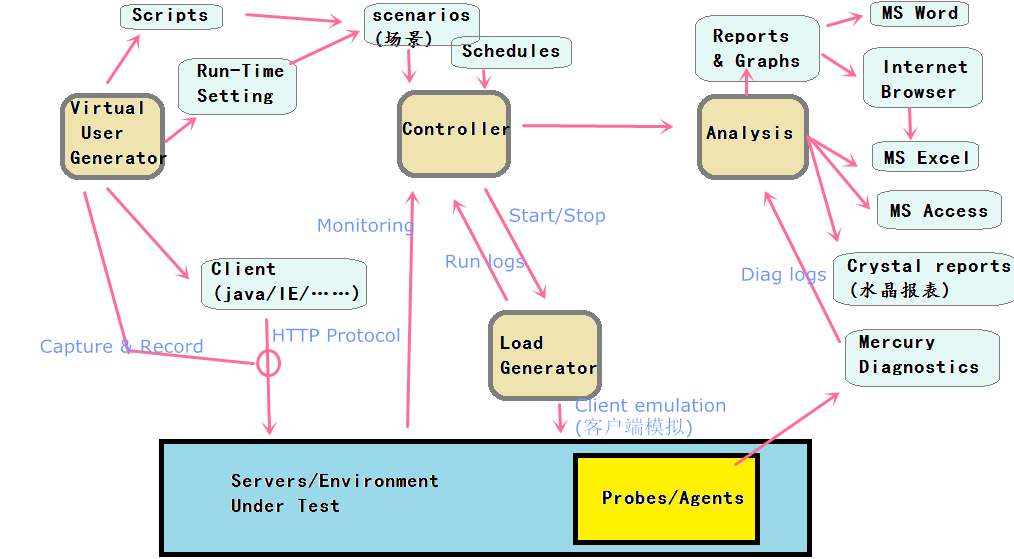 Scripts
scenarios
(场景)
Schedules
Run-Time
Setting
Virtual
User
Generator
Controller
Reports
& Graphs
Analysis
MS Word
Internet
Browser
MS Excel
MS Access
Crystal reports
(水晶报表)
Monitoring
Start/Stop
Run logs
Diag logs
Client
(java/IE/……)
HTTP Protocol
Capture & Record
Load
Generator
Mercury
Diagnostics
Client emulation
(客户端模拟)
Servers/Environment
Under Test
Probes/Agents